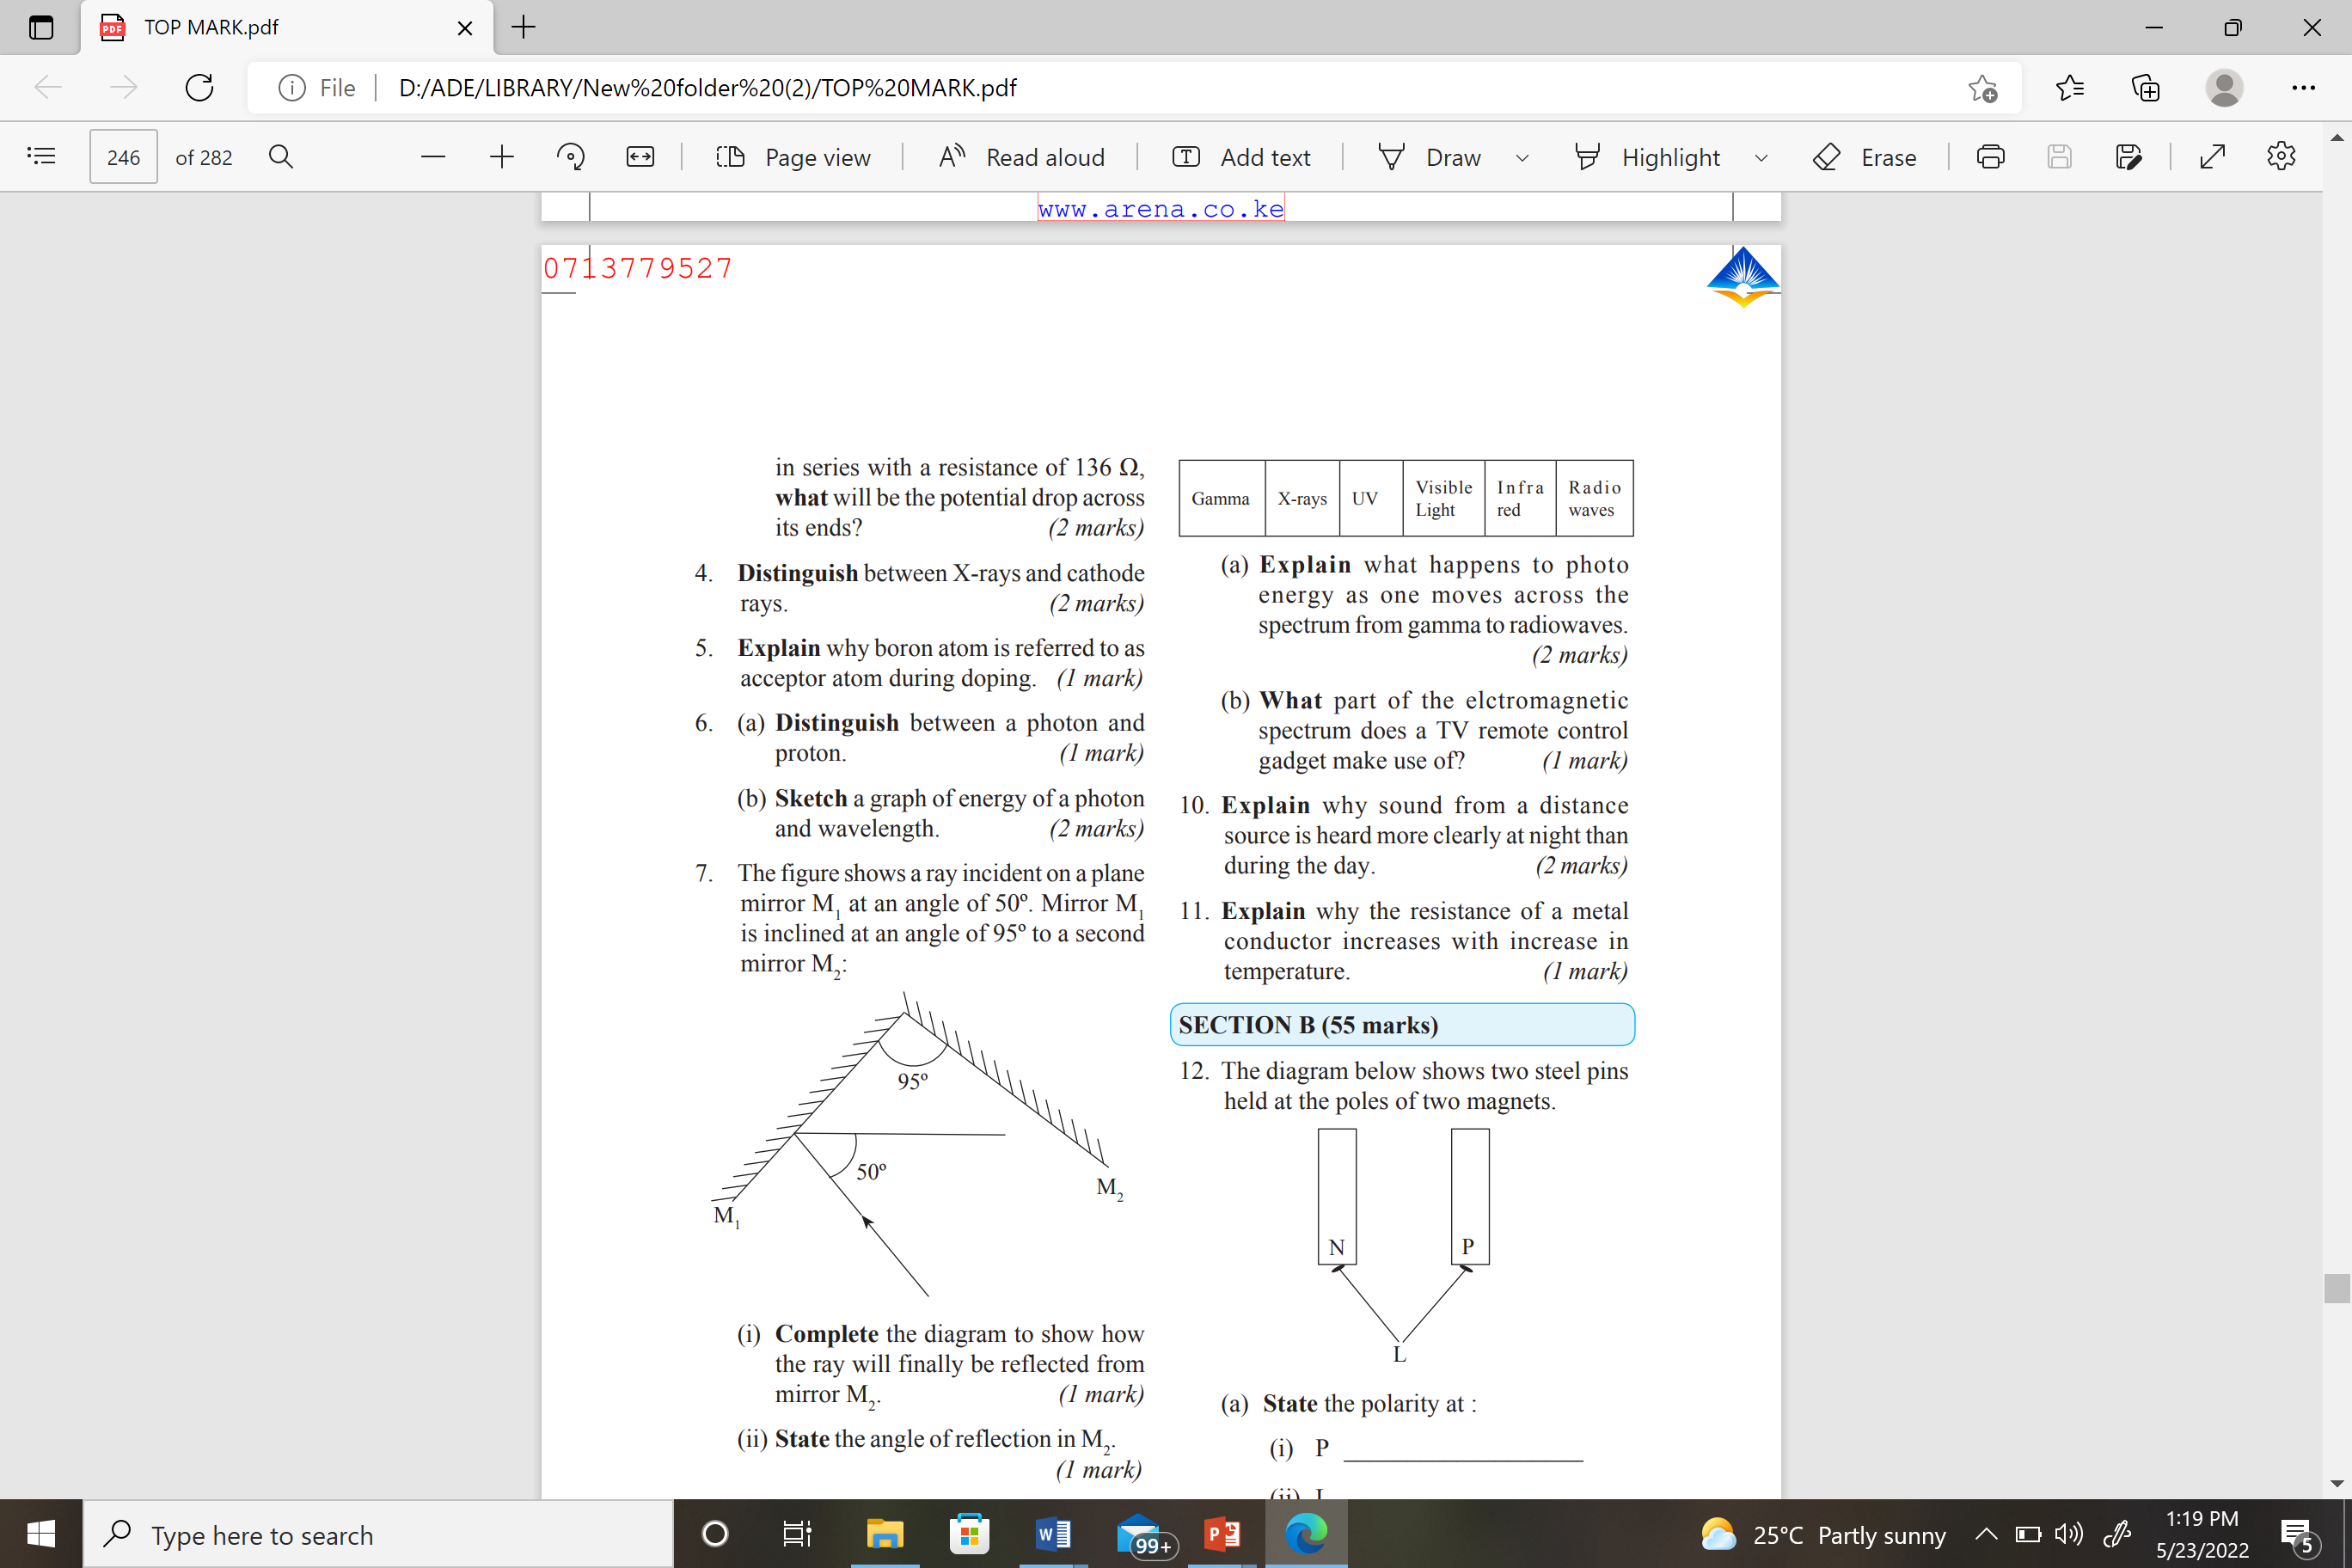 TOP MARK.pdf
File
D:/ADE/LIBRARY/New%20folder%20(2)/TOP%20MARK.pdf
246 of 282
Page view
Read aloud
Add text
Draw
Highlight
Erase
www.arena.co.ke
0713779527
in series with a resistance of 136 Ω,
what will be the potential drop across
its ends? (2 marks)
4. Distinguish between X-rays and cathode
rays. (2 marks)
5. Explain why boron atom is referred to as
acceptor atom during doping. (1 mark)
6. (a) Distinguish between a photon and
proton. (1 mark)
(b) Sketch a graph of energy of a photon
and wavelength. (2 marks)
7. The figure shows a ray incident on a plane
mirror M₁ at an angle of 50º. Mirror M₁
is inclined at an angle of 95º to a second
mirror M₂:
95º
50º
M₂
M₁
(i) Complete the diagram to show how
the ray will finally be reflected from
mirror M₂. (1 mark)
(ii) State the angle of reflection in M₂.
(1 mark)
Gamma X-rays UV Visible Light Infra red Radio waves
(a) Explain what happens to photo
energy as one moves across the
spectrum from gamma to radiowaves.
(2 marks)
(b) What part of the elctromagnetic
spectrum does a TV remote control
gadget make use of? (1 mark)
10. Explain why sound from a distance
source is heard more clearly at night than
during the day. (2 marks)
11. Explain why the resistance of a metal
conductor increases with increase in
temperature. (1 mark)
SECTION B (55 marks)
12. The diagram below shows two steel pins
held at the poles of two magnets.
N P
L
(a) State the polarity at :
(i) P
(ii) L
Type here to search
99+
25°C Partly sunny
1:19 PM
5/23/2022
5